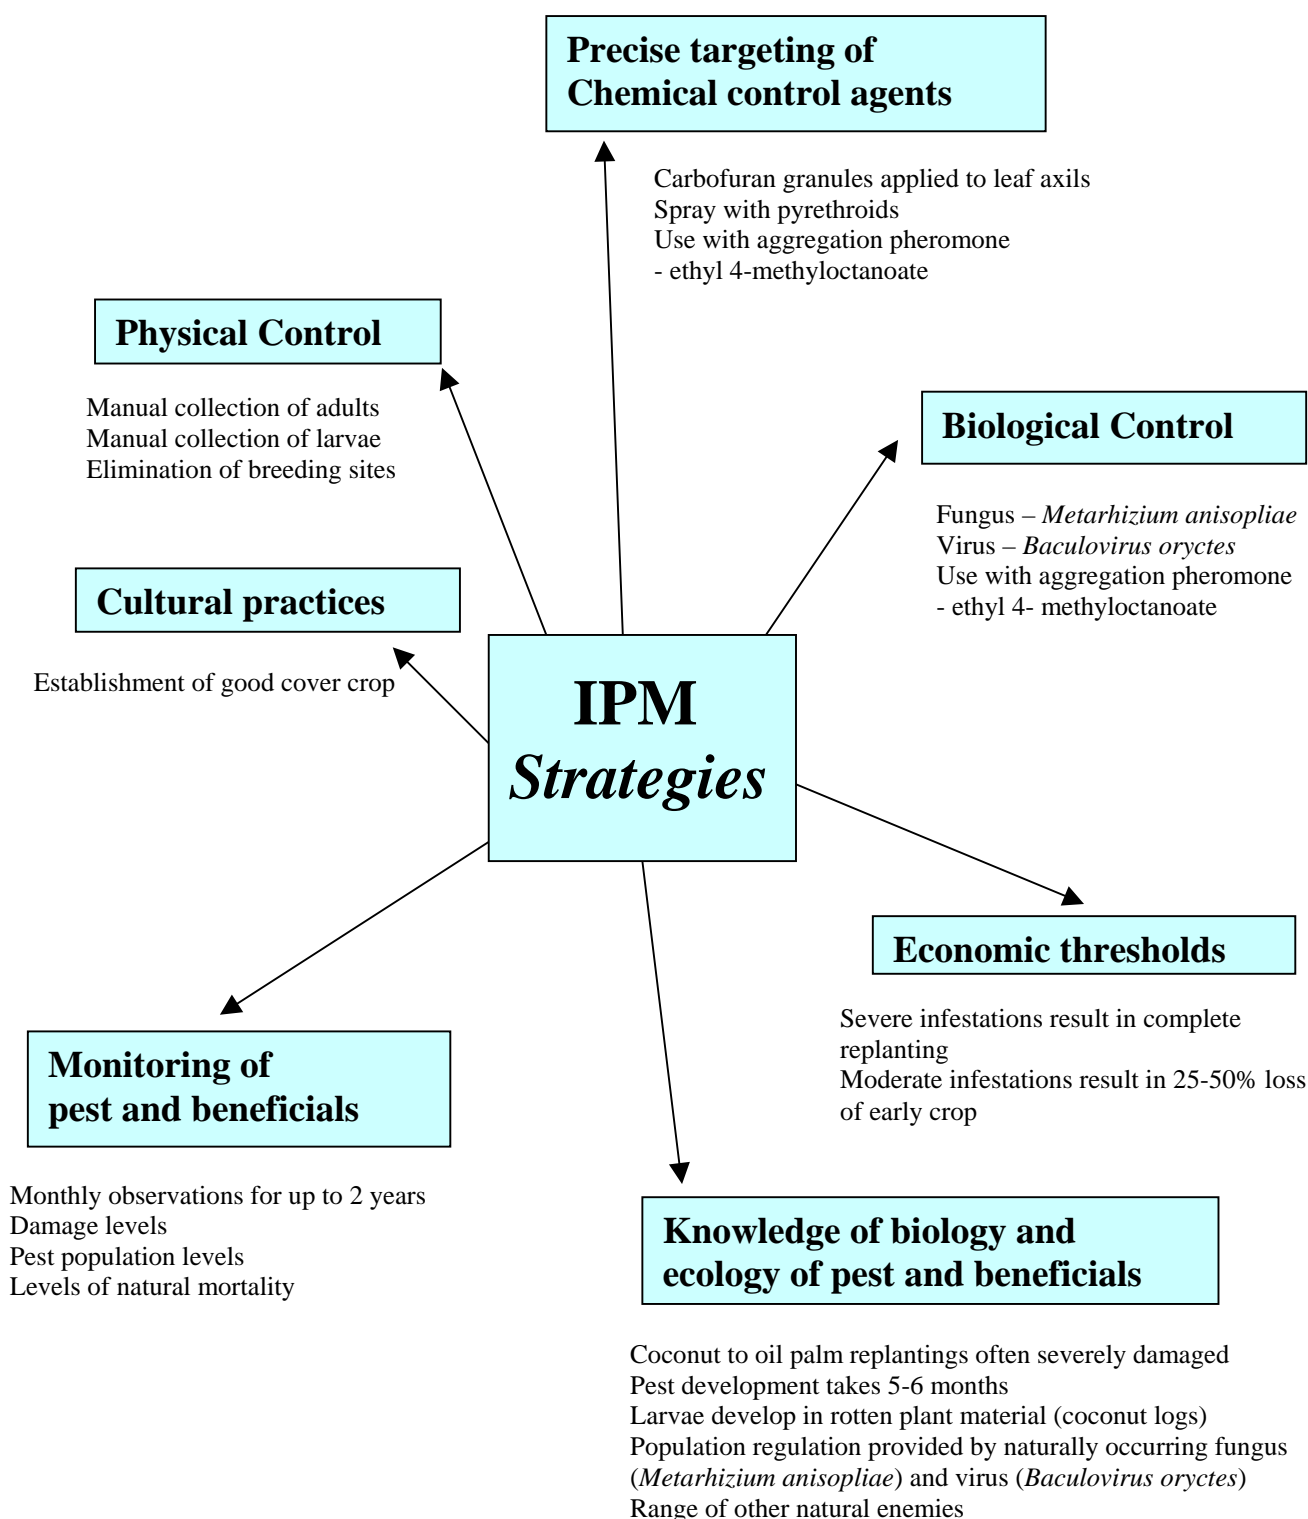 Precise targeting of
Chemical control agents
Carbofuran granules applied to leaf axils
Spray with pyrethroids
Use with aggregation pheromone
- ethyl 4-methyloctanoate
Physical Control
Manual collection of adults
Manual collection of larvae
Elimination of breeding sites
Biological Control
Fungus – Metarhizium anisopliae
Virus – Baculovirus oryctes
Use with aggregation pheromone
- ethyl 4- methyloctanoate
Cultural practices
Establishment of good cover crop
IPM
Strategies
Economic thresholds
Severe infestations result in complete
replanting
Moderate infestations result in 25-50% loss
of early crop
Monitoring of
pest and beneficials
Monthly observations for up to 2 years
Damage levels
Pest population levels
Levels of natural mortality
Knowledge of biology and
ecology of pest and beneficials
Coconut to oil palm replantings often severely damaged
Pest development takes 5-6 months
Larvae develop in rotten plant material (coconut logs)
Population regulation provided by naturally occurring fungus
(Metarhizium anisopliae) and virus (Baculovirus oryctes)
Range of other natural enemies